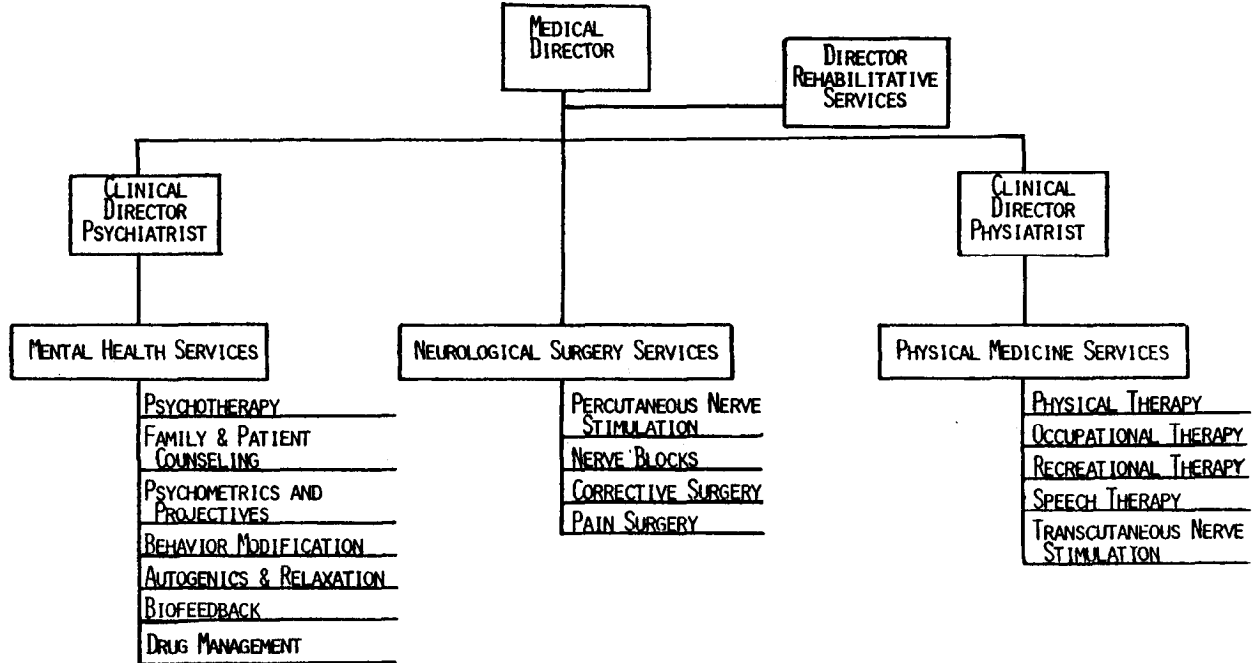 MEDICAL
DIRECTOR
DIRECTOR
REHABILITATIVE
SERVICES
CLINICAL
DIRECTOR
PSYCHIATRIST
CLINICAL
DIRECTOR
PHYSIATRIST
MENTAL HEALTH SERVICES
PSYCHOTHERAPY
FAMILY & PATIENT
COUNSELING
PSYCHOMETRICS AND
PROJECTIVES
BEHAVIOR MODIFICATION
AUTOGENICS & RELAXATION
BIOFEEDBACK
DRUG MANAGEMENT
NEUROLOGICAL SURGERY SERVICES
PERCUTANEOUS NERVE
STIMULATION
NERVE BLOCKS
CORRECTIVE SURGERY
PAIN SURGERY
PHYSICAL MEDICINE SERVICES
PHYSICAL THERAPY
OCCUPATIONAL THERAPY
RECREATIONAL THERAPY
SPEECH THERAPY
TRANSCUTANEOUS NERVE
STIMULATION